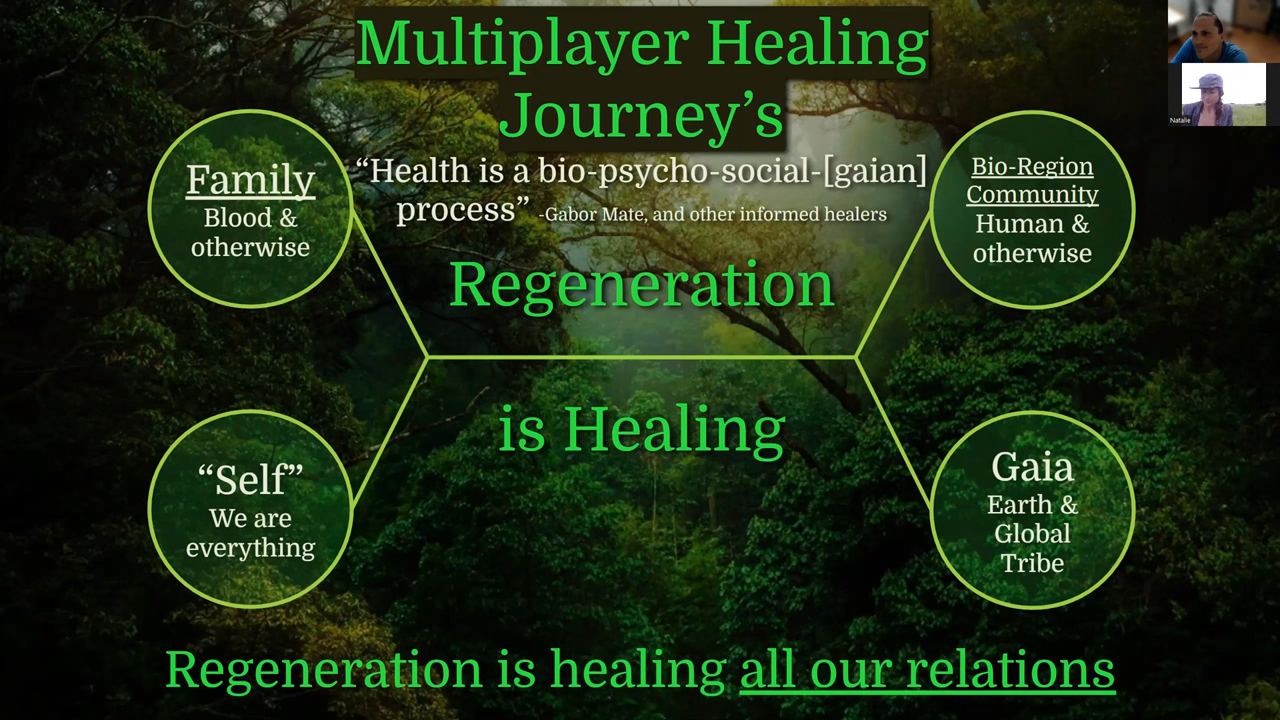 Multiplayer Healing
Journey’s
“Health is a bio-psycho-social-[gaian]
process” -Gabor Mate, and other informed healers
Family
Blood &
otherwise
Bio-Region
Community
Human &
otherwise
Regeneration
is Healing
“Self”
We are
everything
Gaia
Earth &
Global
Tribe
Regeneration is healing all our relations
Natalie